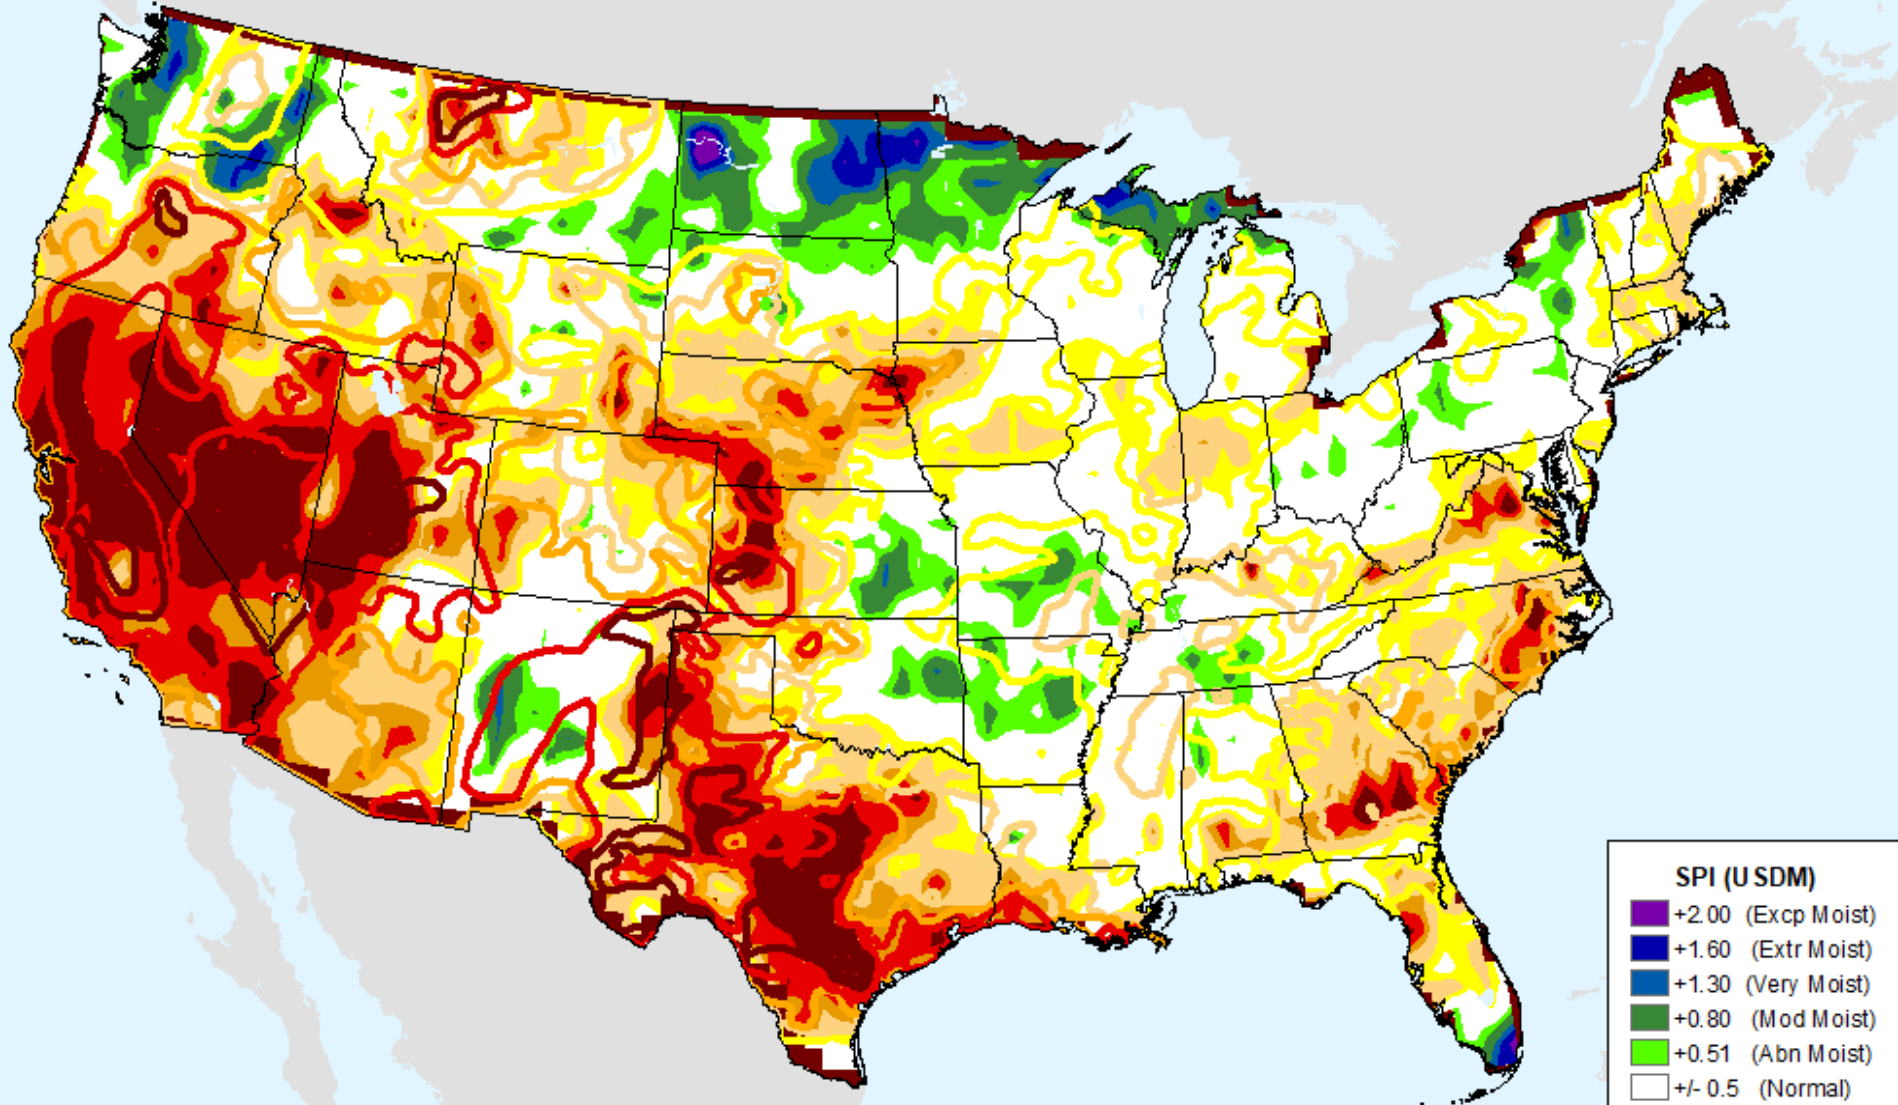 SPI (USDM)
+2.00 (Excp Moist)
+1.60 (Extr Moist)
+1.30 (Very Moist)
+0.80 (Mod Moist)
+0.51 (Abn Moist)
+/- 0.5 (Normal)